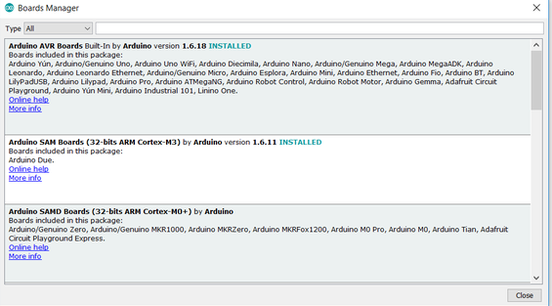 Boards Manager
Type All
Arduino AVR Boards Built-In by Arduino version 1.6.18 INSTALLED
Boards included in this package:
Arduino Yún, Arduino/Genuino Uno, Arduino Uno WiFi, Arduino Diecimila, Arduino Nano, Arduino/Genuino Mega, Arduino MegaADK, Arduino
Leonardo, Arduino Leonardo Ethernet, Arduino/Genuino Micro, Arduino Esplora, Arduino Mini, Arduino Ethernet, Arduino Fio, Arduino BT, Arduino
LilyPadUSB, Arduino Lilypad, Arduino Pro, Arduino ATMegaNG, Arduino Robot Control, Arduino Robot Motor, Arduino Gemma, Adafruit Circuit
Playground, Arduino Yún Mini, Arduino Industrial 101, Linino One.
Online help
More info
Arduino SAM Boards (32-bits ARM Cortex-M3) by Arduino version 1.6.11 INSTALLED
Boards included in this package:
Arduino Due.
Online help
More info
Arduino SAMD Boards (32-bits ARM Cortex-M0+) by Arduino
Boards included in this package:
Arduino/Genuino Zero, Arduino/Genuino MKR1000, Arduino MKRZero, Arduino MKRFox1200, Arduino M0 Pro, Arduino M0, Arduino Tian, Adafruit
Circuit Playground Express.
Online help
More info
Close